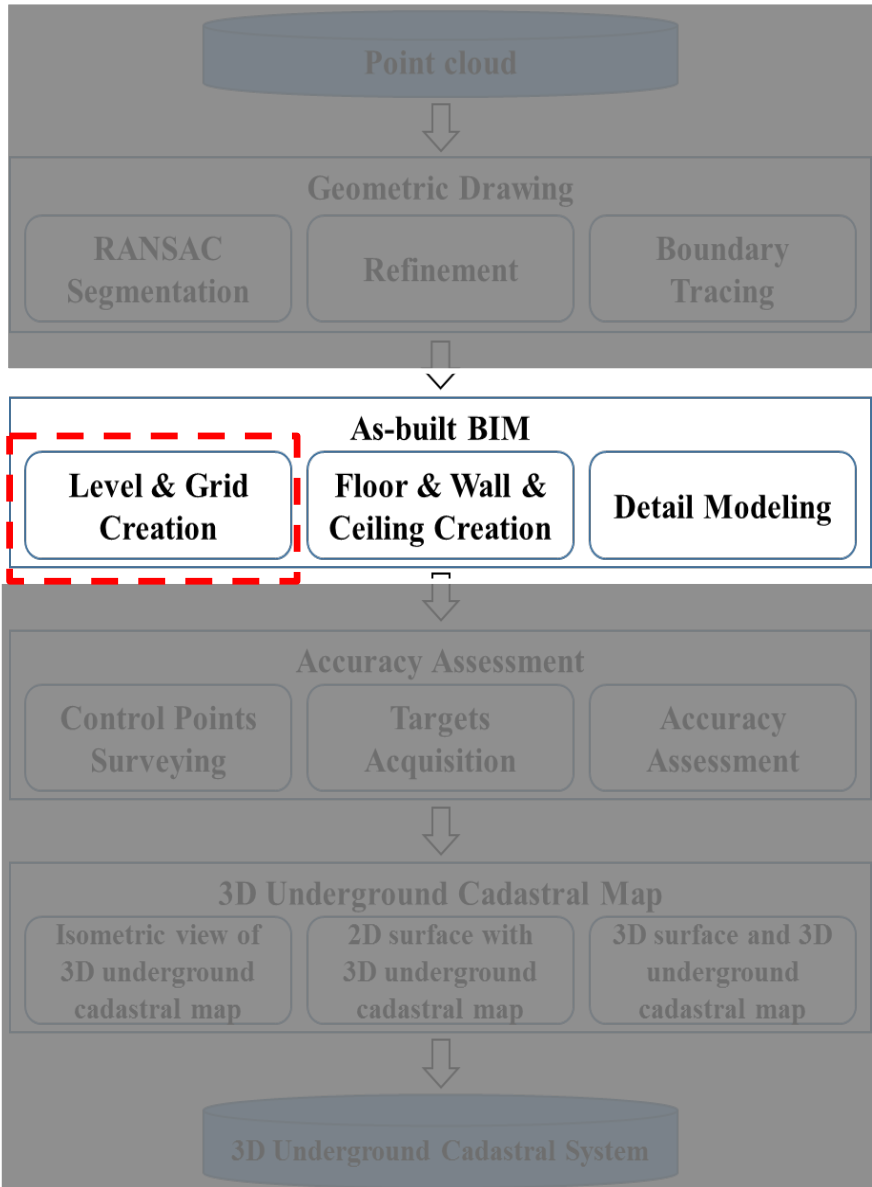 Point cloud
Geometric Drawing
RANSAC
Segmentation
Refinement
Boundary
Tracing
As-built BIM
Level & Grid
Creation
Floor & Wall &
Ceiling Creation
Detail Modeling
Accuracy Assessment
Control Points
Surveying
Targets
Acquisition
Accuracy
Assessment
3D Underground Cadastral Map
Isometric view of
3D underground
cadastral map
2D surface with
3D underground
cadastral map
3D surface and 3D
underground
cadastral map
3D Underground Cadastral System